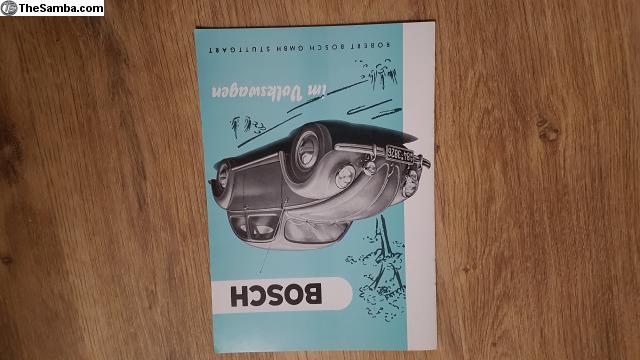 TheSamba.com
BOSCH
im Volkswagen
ROBERT BOSCH GMBH STUTTGART